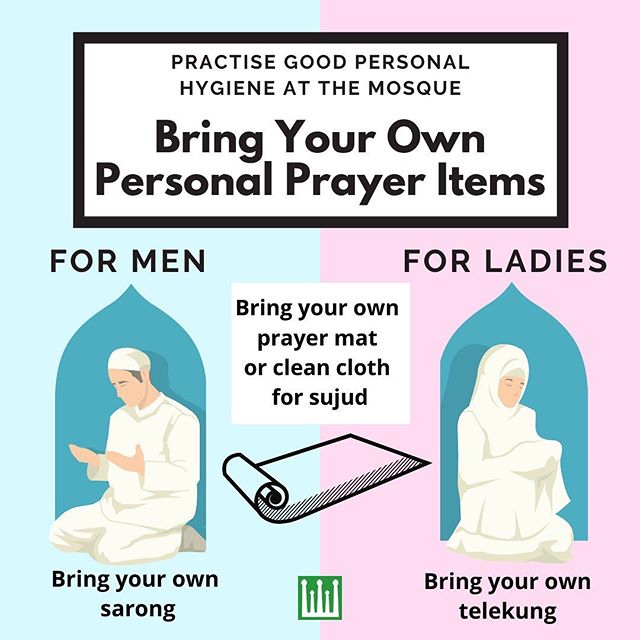 PRACTISE GOOD PERSONAL
HYGIENE AT THE MOSQUE
Bring Your Own
Personal Prayer Items
FOR MEN
FOR LADIES
Bring your own
prayer mat
or clean cloth
for sujud
Bring your own
sarong
Bring your own
telekung